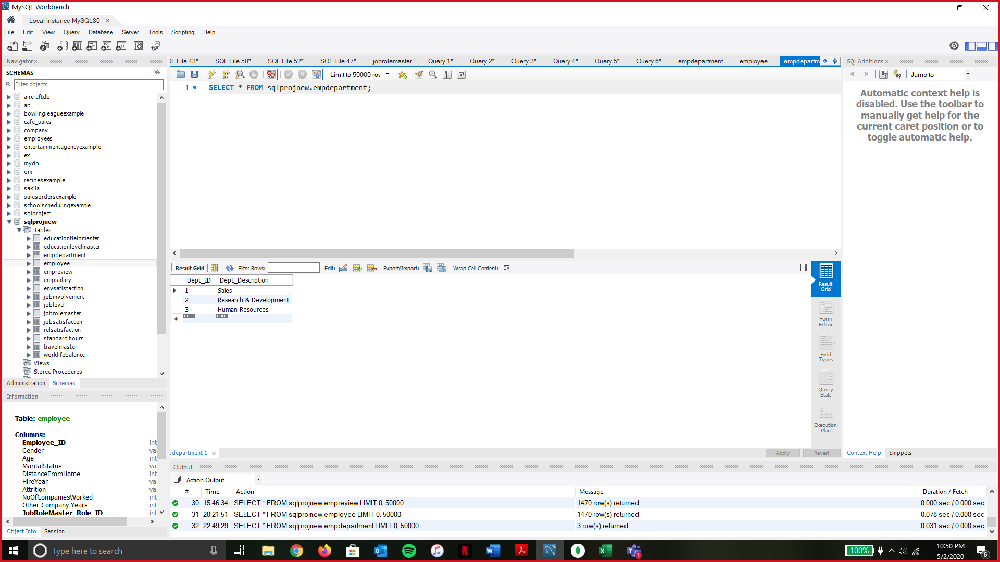 MySQL Workbench
Local instance MySQL80
File Edit View Query Database Server Tools Scripting Help
Navigator
SCHEMAS
Filter objects
aircraftdb
ap
bowlingleagueexample
cafe_sales
company
employees
entertainmentagencyexample
ex
mydb
om
recipesexample
sakila
salesordersexample
schoolschedulingexample
sqlproject
sqlprojnew
Tables
educationfieldmaster
educationlevelmaster
empdepartment
employee
empreview
empsalary
envsatisfaction
jobinvolvement
joblevel
jobrolemaster
jobsatisfaction
relsatisfaction
standard hours
travelmaster
worklifebalance
Views
Stored Procedures
Administration Schemas
Information
Table: employee
Columns:
Employee_ID int
Gender va
Age int
MaritalStatus va
DistanceFromHome int
HireYear va
Attrition va
NoOfCompaniesWorked int
Other Company Years int
JobRoleMaster_Role_ID int
Object Info Session
QL File 43* SQL File 50* SQL File 52* SQL File 47* jobrolemaster Query 1* Query 2* Query 3* Query 4* Query 5* Query 6* empdepartment employee empdepartm
Limit to 50000 rov
1 SELECT * FROM sqlprojnew.empdepartment;
Result Grid Filter Rows: Edit: Export/Import: Wrap Cell Content:
Dept_ID Dept_Description
1 Sales
2 Research & Development
3 Human Resources
NULL NULL
Result Grid
Form Editor
Field Types
Query Stats
Execution Plan
department 1
Apply Revert
Output
Action Output
# Time Action Message Duration / Fetch
30 15:46:34 SELECT * FROM sqlprojnew.empreview LIMIT 0, 50000 1470 row(s) returned 0.000 sec / 0.000 sec
31 20:21:51 SELECT * FROM sqlprojnew.employee LIMIT 0, 50000 1470 row(s) returned 0.078 sec / 0.000 sec
32 22:49:29 SELECT * FROM sqlprojnew.empdepartment LIMIT 0, 50000 3 row(s) returned 0.031 sec / 0.000 sec
SQLAdditions
Jump to
Automatic context help is
disabled. Use the toolbar to
manually get help for the
current caret position or to
toggle automatic help.
Context Help Snippets
Type here to search
100%
10:50 PM
5/2/2020
6
1